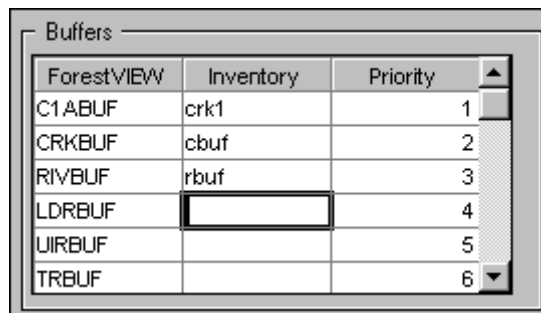 Buffers
ForestVIEW Inventory Priority
C1ABUF crk1 1
CRKBUF cbuf 2
RIVBUF rbuf 3
LDRBUF 4
UIRBUF 5
TRBUF 6